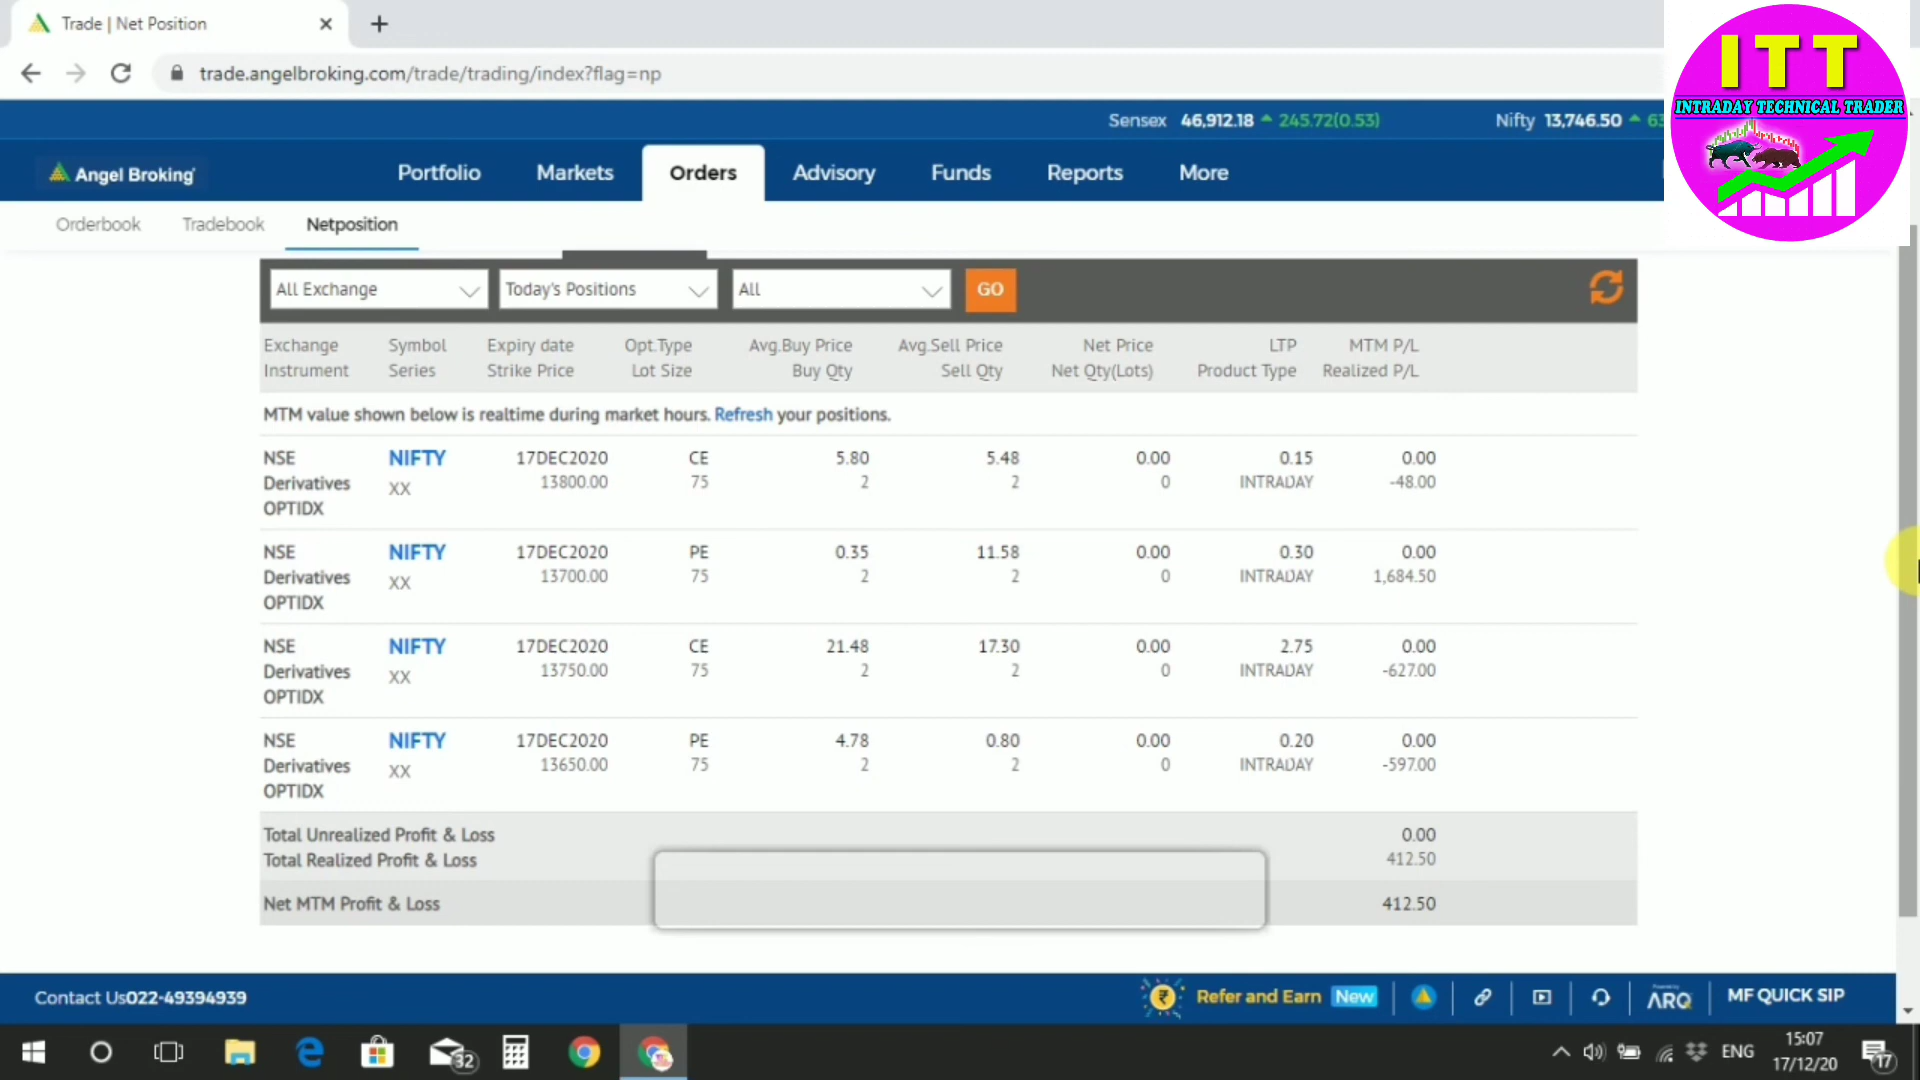 Trade | Net Position
trade.angelbroking.com/trade/trading/index?flag=np
ITT
INTRADAY TECHNICAL TRADER
Sensex 46,912.18 245.72(0.53) Nifty 13,746.50
Angel Broking
Portfolio Markets Orders Advisory Funds Reports More
Orderbook Tradebook Netposition
All Exchange Today's Positions All GO
Exchange Symbol Expiry date Opt.Type Avg.Buy Price Avg.Sell Price Net Price LTP MTM P/L
Instrument Series Strike Price Lot Size Buy Qty Sell Qty Net Qty(Lots) Product Type Realized P/L
MTM value shown below is realtime during market hours. Refresh your positions.
NSE NIFTY 17DEC2020 CE 5.80 5.48 0.00 0.15 0.00
Derivatives XX 13800.00 75 2 2 0 INTRADAY -48.00
OPTIDX
NSE NIFTY 17DEC2020 PE 0.35 11.58 0.00 0.30 0.00
Derivatives XX 13700.00 75 2 2 0 INTRADAY 1,684.50
OPTIDX
NSE NIFTY 17DEC2020 CE 21.48 17.30 0.00 2.75 0.00
Derivatives XX 13750.00 75 2 2 0 INTRADAY -627.00
OPTIDX
NSE NIFTY 17DEC2020 PE 4.78 0.80 0.00 0.20 0.00
Derivatives XX 13650.00 75 2 2 0 INTRADAY -597.00
OPTIDX
Total Unrealized Profit & Loss 0.00
Total Realized Profit & Loss 412.50
Net MTM Profit & Loss 412.50
Contact Us022-49394939 Refer and Earn New ARQ MF QUICK SIP
32 ENG 15:07
17/12/20 17